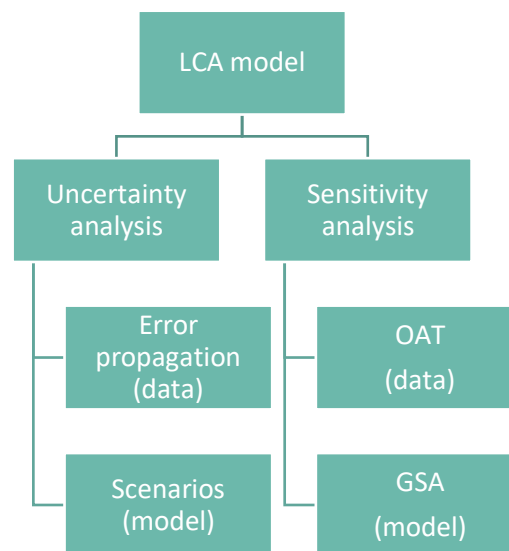 LCA model
Uncertainty
analysis
Sensitivity
analysis
Error
propagation
(data)
OAT
(data)
Scenarios
(model)
GSA
(model)